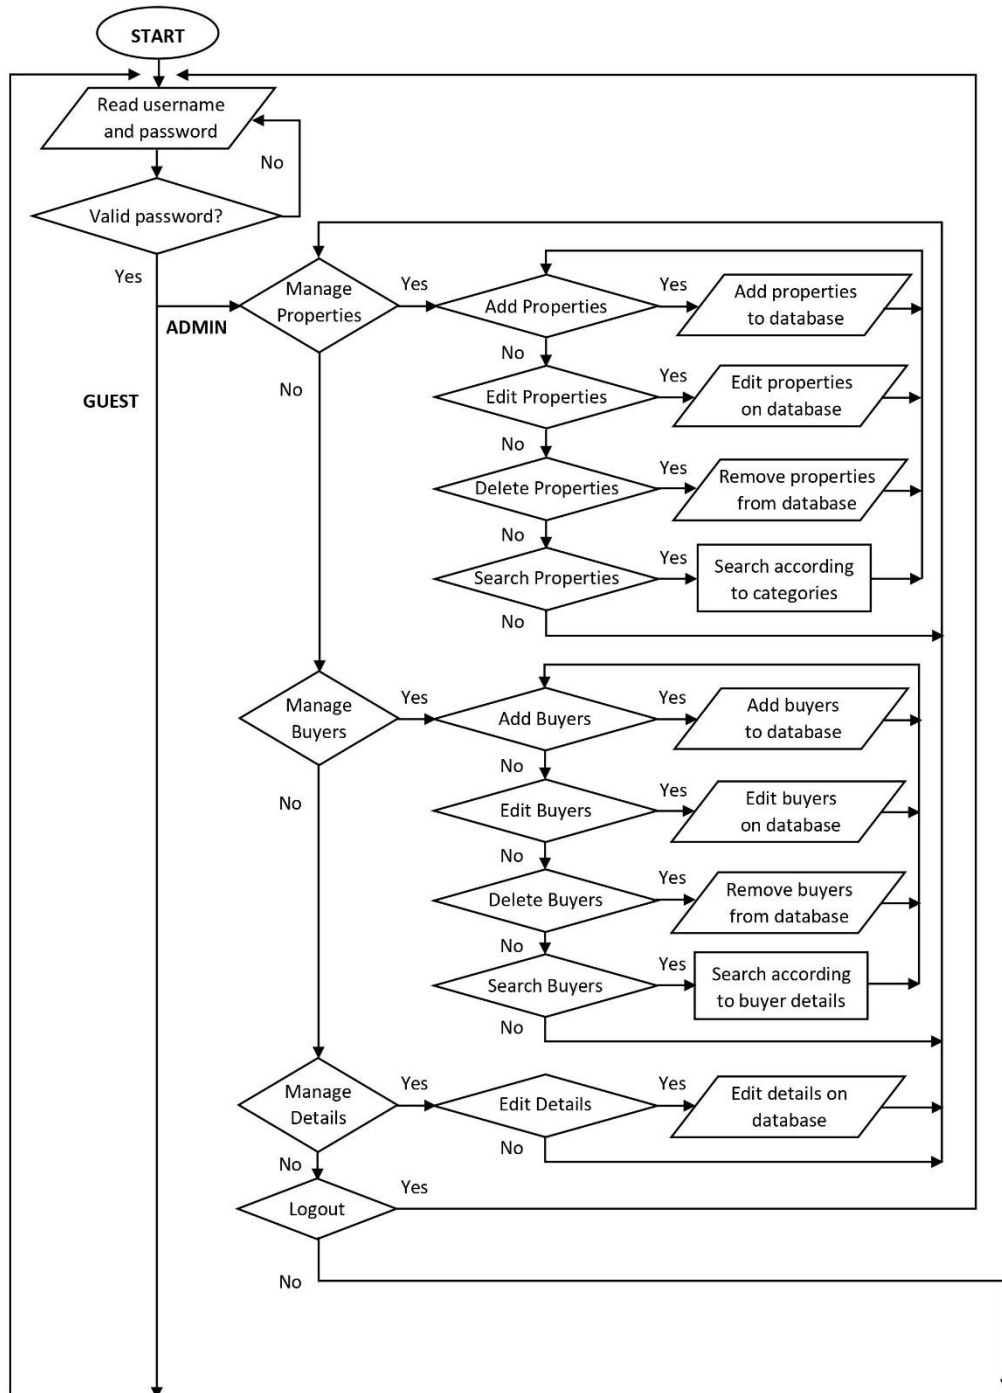 START
Read username
and password
No
Valid password?
Yes
ADMIN
GUEST
Manage
Properties
Yes
Add Properties
Yes
Add properties
to database
No
No
Edit Properties
Yes
Edit properties
on database
No
Delete Properties
Yes
Remove properties
from database
No
Search Properties
Yes
Search according
to categories
No
Manage
Buyers
Yes
Add Buyers
Yes
Add buyers
to database
No
No
Edit Buyers
Yes
Edit buyers
on database
No
Delete Buyers
Yes
Remove buyers
from database
No
Search Buyers
Yes
Search according
to buyer details
No
Manage
Details
Yes
Edit Details
Yes
Edit details on
database
No
No
Logout
Yes
No